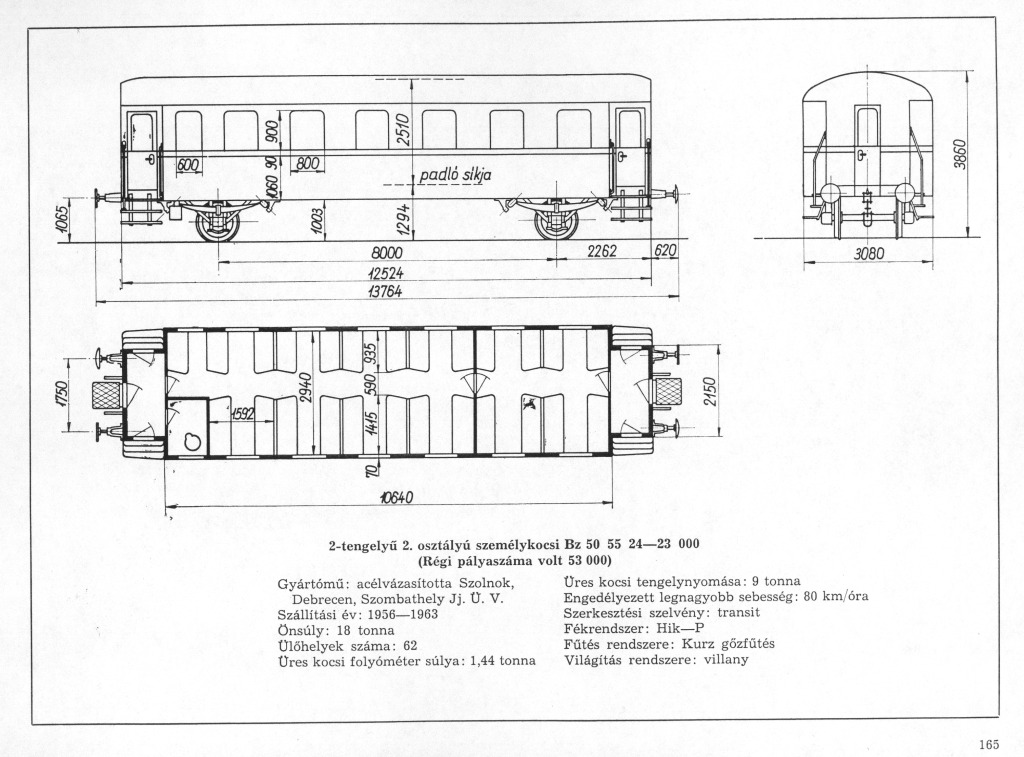 2510
900
600
1060 90
800
padló síkja
1065
1003
1294
8000
2262
620
12524
13764
3860
3080
1750
2940
935
590
1592
1415
70
2150
10640
2-tengelyű 2. osztályú személykocsi Bz 50 55 24—23 000
(Régi pályaszáma volt 53 000)
Gyártómű: acélvázasította Szolnok,
Debrecen, Szombathely Jj. Ü. V.
Szállítási év: 1956—1963
Önsúly: 18 tonna
Ülőhelyek száma: 62
Üres kocsi folyóméter súlya: 1,44 tonna
Üres kocsi tengelynyomása: 9 tonna
Engedélyezett legnagyobb sebesség: 80 km/óra
Szerkesztési szelvény: transit
Fékrendszer: Hik—P
Fűtés rendszere: Kurz gőzfűtés
Világítás rendszere: villany
165